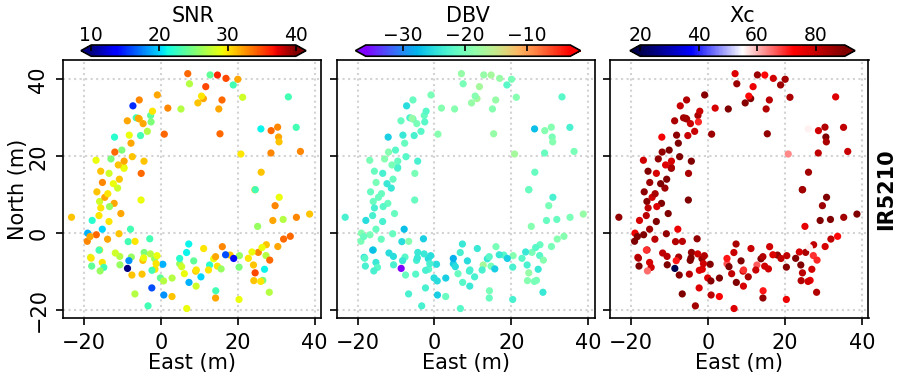 SNR DBV Xc
10 20 30 40 −30 −20 −10 20 40 60 80
40
20
0
−20
North (m)
IR5210
−20 0 20 40 −20 0 20 40 −20 0 20 40
East (m) East (m) East (m)